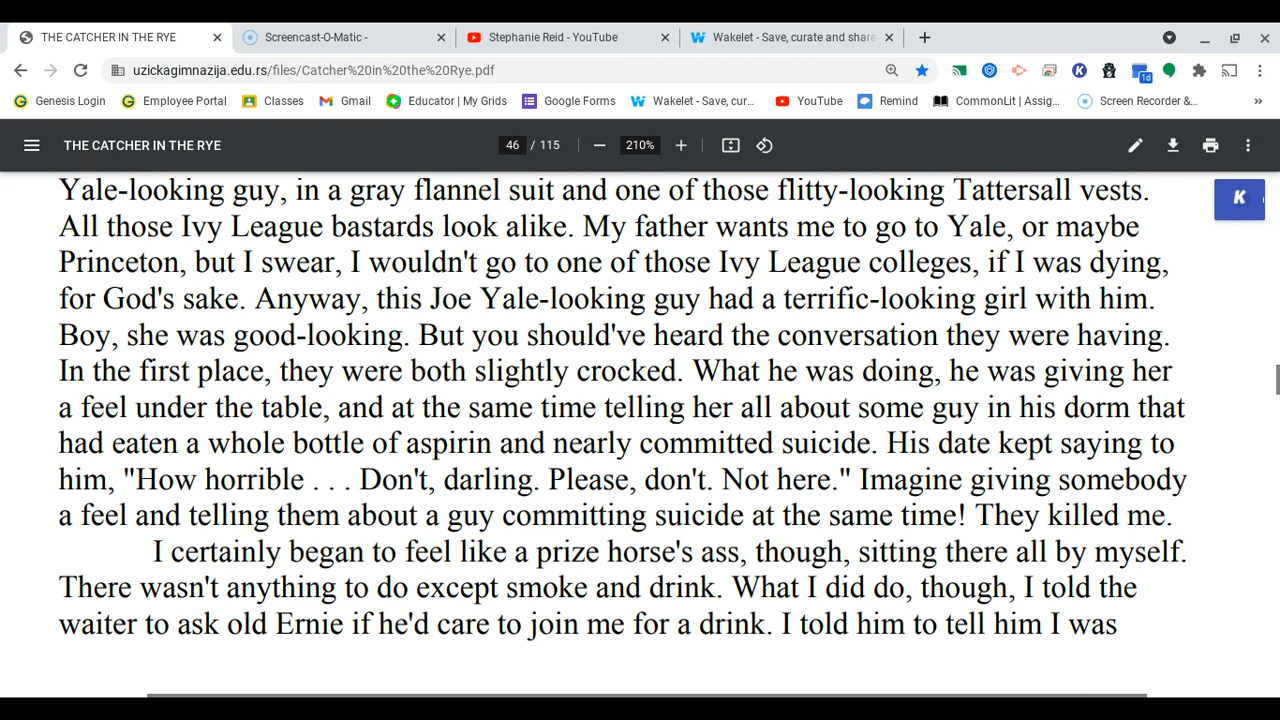 THE CATCHER IN THE RYE
Screencast-O-Matic -
Stephanie Reid - YouTube
Wakelet - Save, curate and share
uzickagimnazija.edu.rs/files/Catcher%20in%20the%20Rye.pdf
1d
Genesis Login
Employee Portal
Classes
Gmail
Educator | My Grids
Google Forms
Wakelet - Save, cur...
YouTube
Remind
CommonLit | Assig...
Screen Recorder &...
THE CATCHER IN THE RYE
46 / 115
210%
K
Yale-looking guy, in a gray flannel suit and one of those flitty-looking Tattersall vests.
All those Ivy League bastards look alike. My father wants me to go to Yale, or maybe
Princeton, but I swear, I wouldn't go to one of those Ivy League colleges, if I was dying,
for God's sake. Anyway, this Joe Yale-looking guy had a terrific-looking girl with him.
Boy, she was good-looking. But you should've heard the conversation they were having.
In the first place, they were both slightly crocked. What he was doing, he was giving her
a feel under the table, and at the same time telling her all about some guy in his dorm that
had eaten a whole bottle of aspirin and nearly committed suicide. His date kept saying to
him, "How horrible . . . Don't, darling. Please, don't. Not here." Imagine giving somebody
a feel and telling them about a guy committing suicide at the same time! They killed me.
I certainly began to feel like a prize horse's ass, though, sitting there all by myself.
There wasn't anything to do except smoke and drink. What I did do, though, I told the
waiter to ask old Ernie if he'd care to join me for a drink. I told him to tell him I was